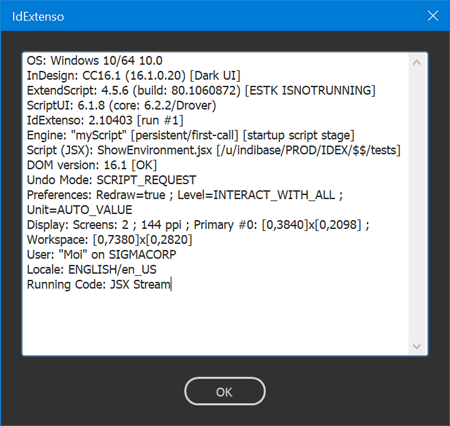 IdExtenso
OS: Windows 10/64 10.0
InDesign: CC16.1 (16.1.0.20) [Dark UI]
ExtendScript: 4.5.6 (build: 80.1060872) [ESTK ISNOTRUNNING]
ScriptUI: 6.1.8 (core: 6.2.2/Drover)
IdExtenso: 2.10403 [run #1]
Engine: "myScript" [persistent/first-call] [startup script stage]
Script (JSX): ShowEnvironment.jsx [/u/indibase/PROD/IDEX/$$/tests]
DOM version: 16.1 [OK]
Undo Mode: SCRIPT_REQUEST
Preferences: Redraw=true ; Level=INTERACT_WITH_ALL ;
Unit=AUTO_VALUE
Display: Screens: 2 ; 144 ppi ; Primary #0: [0,3840]x[0,2098] ;
Workspace: [0,7380]x[0,2820]
User: "Moi" on SIGMACORP
Locale: ENGLISH/en_US
Running Code: JSX Stream
OK